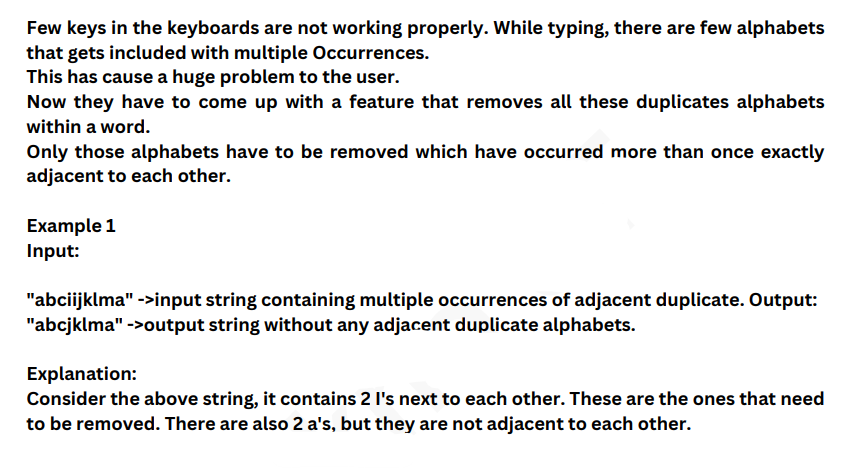 Few keys in the keyboards are not working properly. While typing, there are few alphabets
that gets included with multiple Occurrences.
This has cause a huge problem to the user.
Now they have to come up with a feature that removes all these duplicates alphabets
within a word.
Only those alphabets have to be removed which have occurred more than once exactly
adjacent to each other.
Example 1
Input:
"abciijklma" ->input string containing multiple occurrences of adjacent duplicate. Output:
"abcjklma" ->output string without any adjacent duplicate alphabets.
Explanation:
Consider the above string, it contains 2 I's next to each other. These are the ones that need
to be removed. There are also 2 a's, but they are not adjacent to each other.